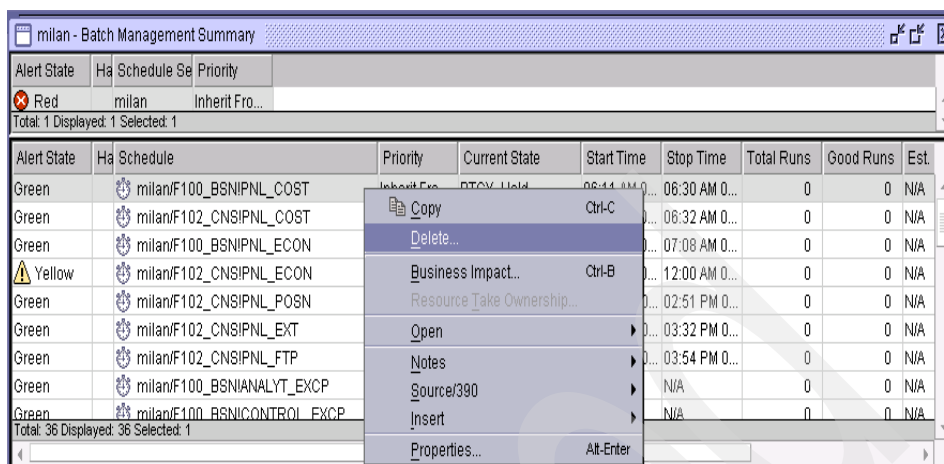 milan - Batch Management Summary
Alert State Ha Schedule Se Priority
Red milan Inherit Fro...
Total: 1 Displayed: 1 Selected: 1
Alert State Ha Schedule Priority Current State Start Time Stop Time Total Runs Good Runs Est.
Green milan/F100_BSN!PNL_COST 06:30 AM 0... 0 0 N/A
Green milan/F102_CNS!PNL_COST 06:32 AM 0... 0 0 N/A
Green milan/F100_BSN!PNL_ECON 07:08 AM 0... 0 0 N/A
Yellow milan/F102_CNS!PNL_ECON 12:00 AM 0... 0 0 N/A
Green milan/F102_CNS!PNL_POSN 02:51 PM 0... 0 0 N/A
Green milan/F102_CNS!PNL_EXT 03:32 PM 0... 0 0 N/A
Green milan/F102_CNS!PNL_FTP 03:54 PM 0... 0 0 N/A
Green milan/F100_BSN!ANALYT_EXCP N/A 0 0 N/A
Green milan/F100_BSN!CONTROL_EXCP N/A 0 0 N/A
Total: 36 Displayed: 36 Selected: 1
Copy Ctrl-C
Delete...
Business Impact... Ctrl-B
Resource Take Ownership...
Open
Notes
Source/390
Insert
Properties... Alt-Enter